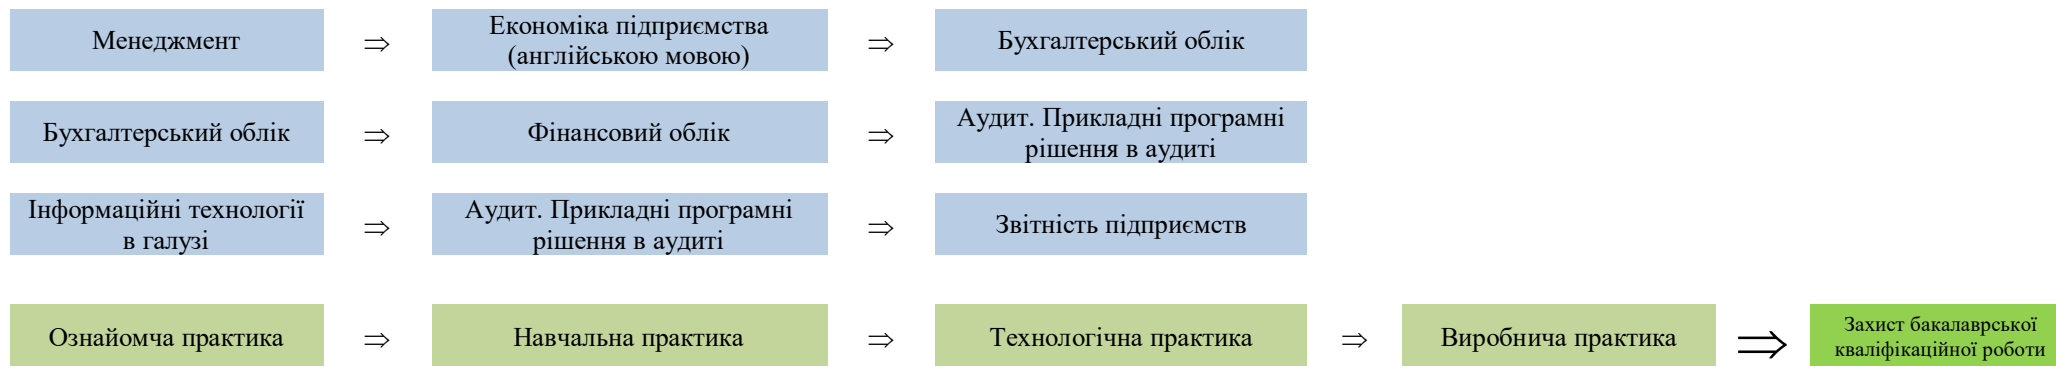 Менеджмент ⇒ Економіка підприємства ⇒ Бухгалтерський облік
(англійською мовою)
Бухгалтерський облік ⇒ Фінансовий облік ⇒ Аудит. Прикладні програмні
рішення в аудиті
Інформаційні технології ⇒ Аудит. Прикладні програмні ⇒ Звітність підприємств
в галузі рішення в аудиті
Ознайомча практика ⇒ Навчальна практика ⇒ Технологічна практика ⇒ Виробнича практика ⇒ Захист бакалаврської
кваліфікаційної роботи